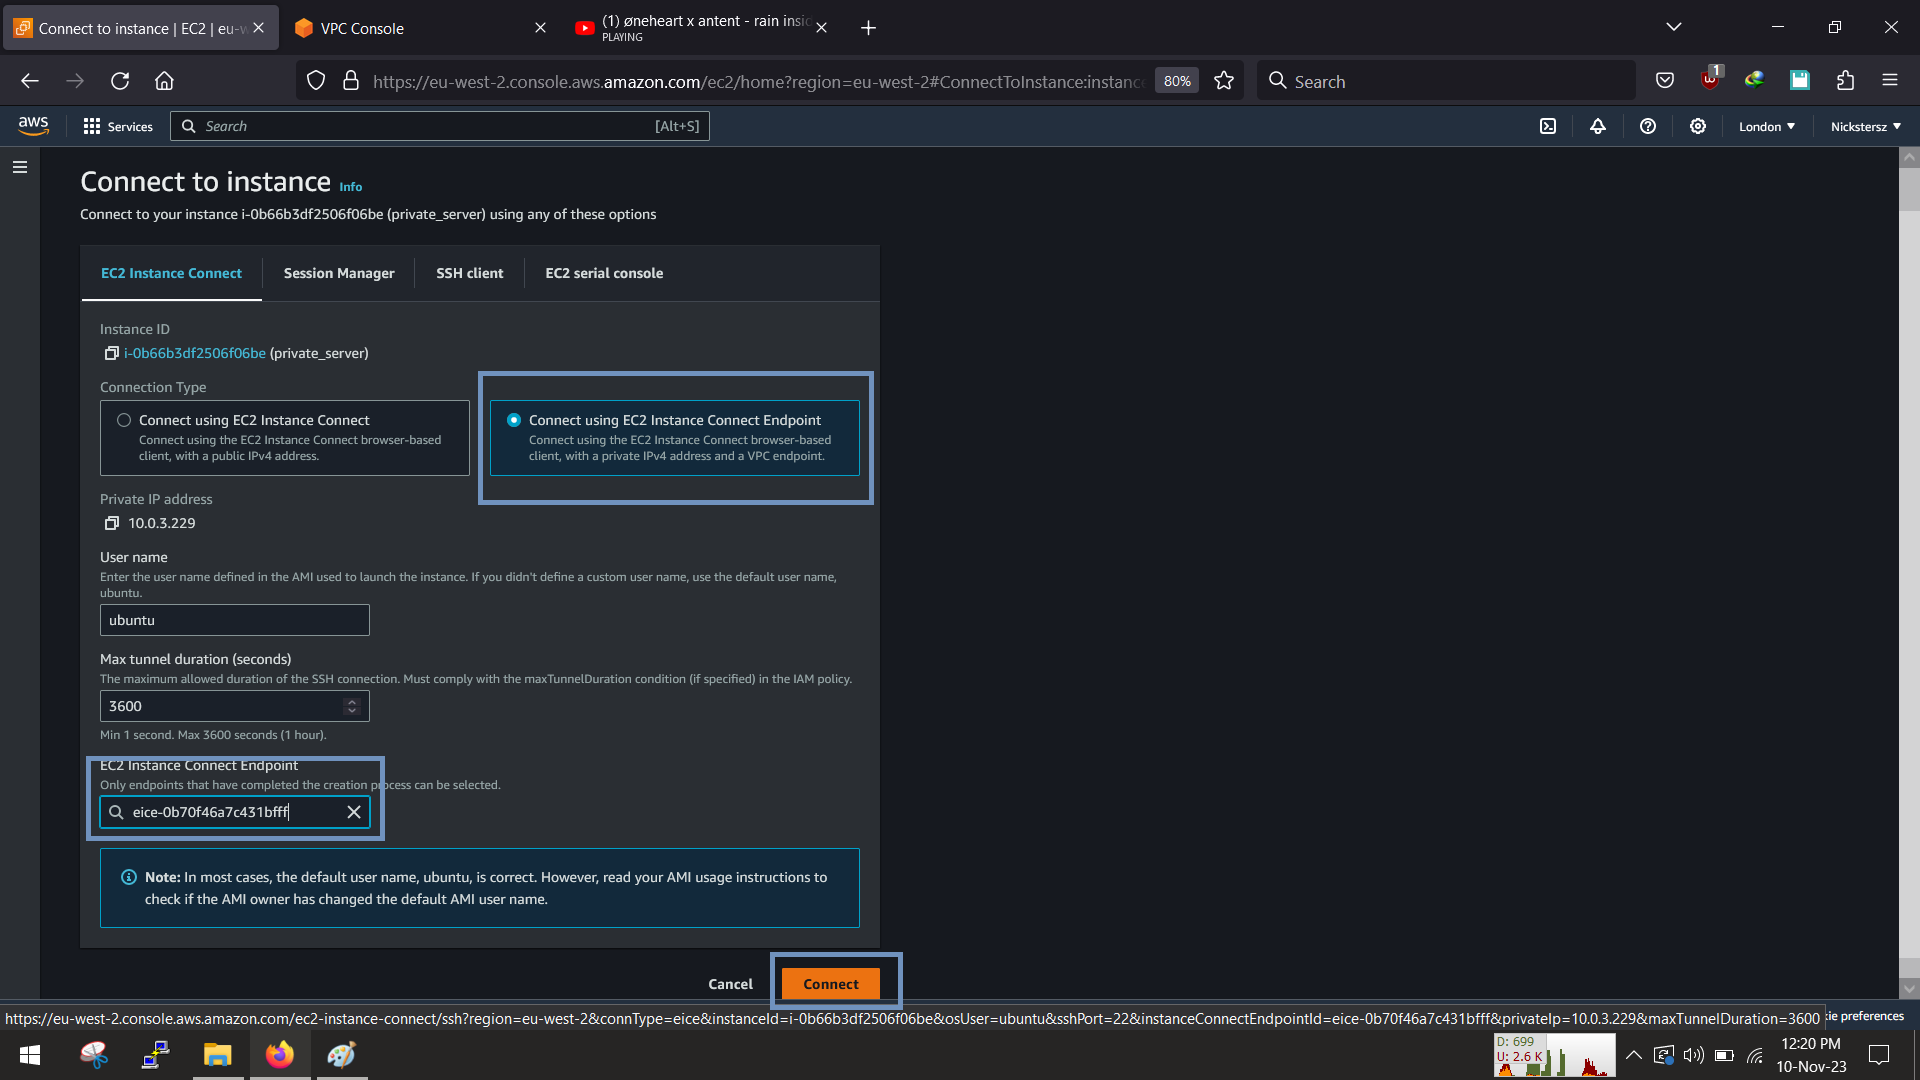 Connect to instance | EC2 | eu-w
VPC Console
(1) øneheart x antent - rain insid
PLAYING
https://eu-west-2.console.aws.amazon.com/ec2/home?region=eu-west-2#ConnectToInstance:instance
80%
Search
1
aws
Services
Search
[Alt+S]
London
Nickstersz
Connect to instance Info
Connect to your instance i-0b66b3df2506f06be (private_server) using any of these options
EC2 Instance Connect
Session Manager
SSH client
EC2 serial console
Instance ID
i-0b66b3df2506f06be (private_server)
Connection Type
Connect using EC2 Instance Connect
Connect using the EC2 Instance Connect browser-based
client, with a public IPv4 address.
Connect using EC2 Instance Connect Endpoint
Connect using the EC2 Instance Connect browser-based
client, with a private IPv4 address and a VPC endpoint.
Private IP address
10.0.3.229
User name
Enter the user name defined in the AMI used to launch the instance. If you didn't define a custom user name, use the default user name,
ubuntu.
ubuntu
Max tunnel duration (seconds)
The maximum allowed duration of the SSH connection. Must comply with the maxTunnelDuration condition (if specified) in the IAM policy.
3600
Min 1 second. Max 3600 seconds (1 hour).
EC2 Instance Connect Endpoint
Only endpoints that have completed the creation process can be selected.
eice-0b70f46a7c431bfff
Note: In most cases, the default user name, ubuntu, is correct. However, read your AMI usage instructions to
check if the AMI owner has changed the default AMI user name.
Cancel
Connect
https://eu-west-2.console.aws.amazon.com/ec2-instance-connect/ssh?region=eu-west-2&connType=eice&instanceId=i-0b66b3df2506f06be&osUser=ubuntu&sshPort=22&instanceConnectEndpointId=eice-0b70f46a7c431bfff&privateIp=10.0.3.229&maxTunnelDuration=3600
kie preferences
D: 699
U: 2.6 K
12:20 PM
10-Nov-23